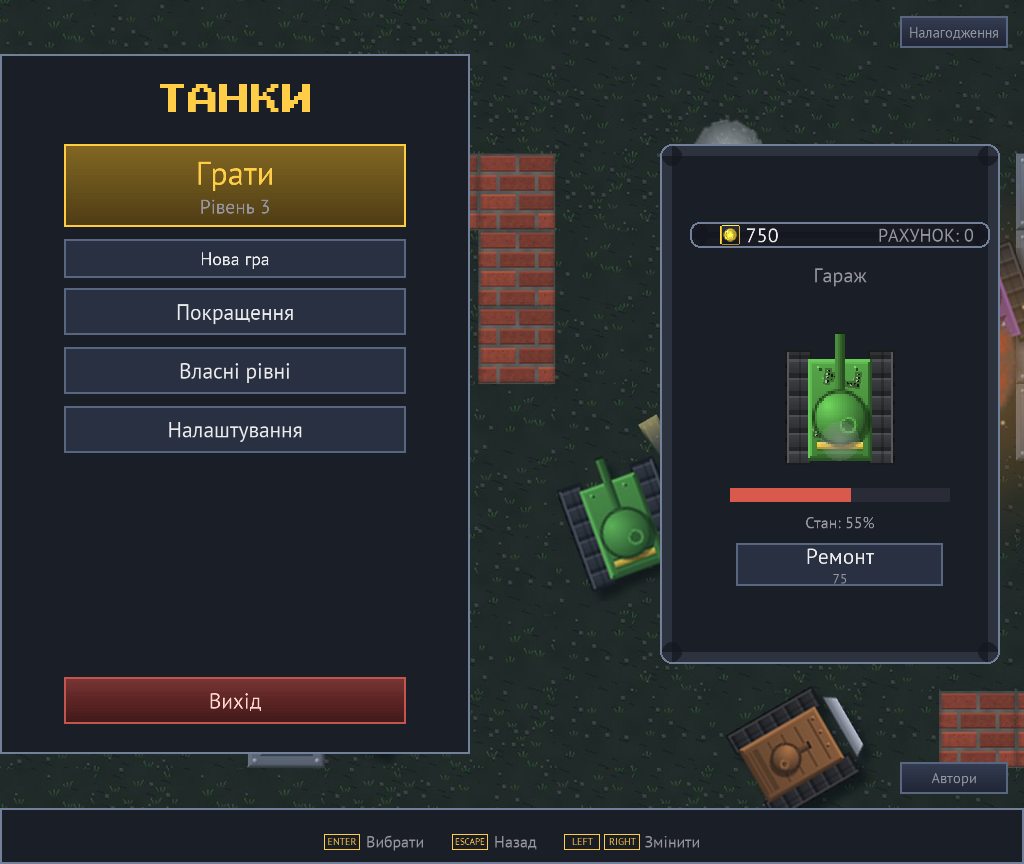 Налагодження
ТАНКИ
Грати
Рівень 3
Нова гра
Покращення
Власні рівні
Налаштування
Вихід
750
РАХУНОК: 0
Гараж
Стан: 55%
Ремонт
75
Автори
ENTER Вибрати ESCAPE Назад LEFT RIGHT Змінити